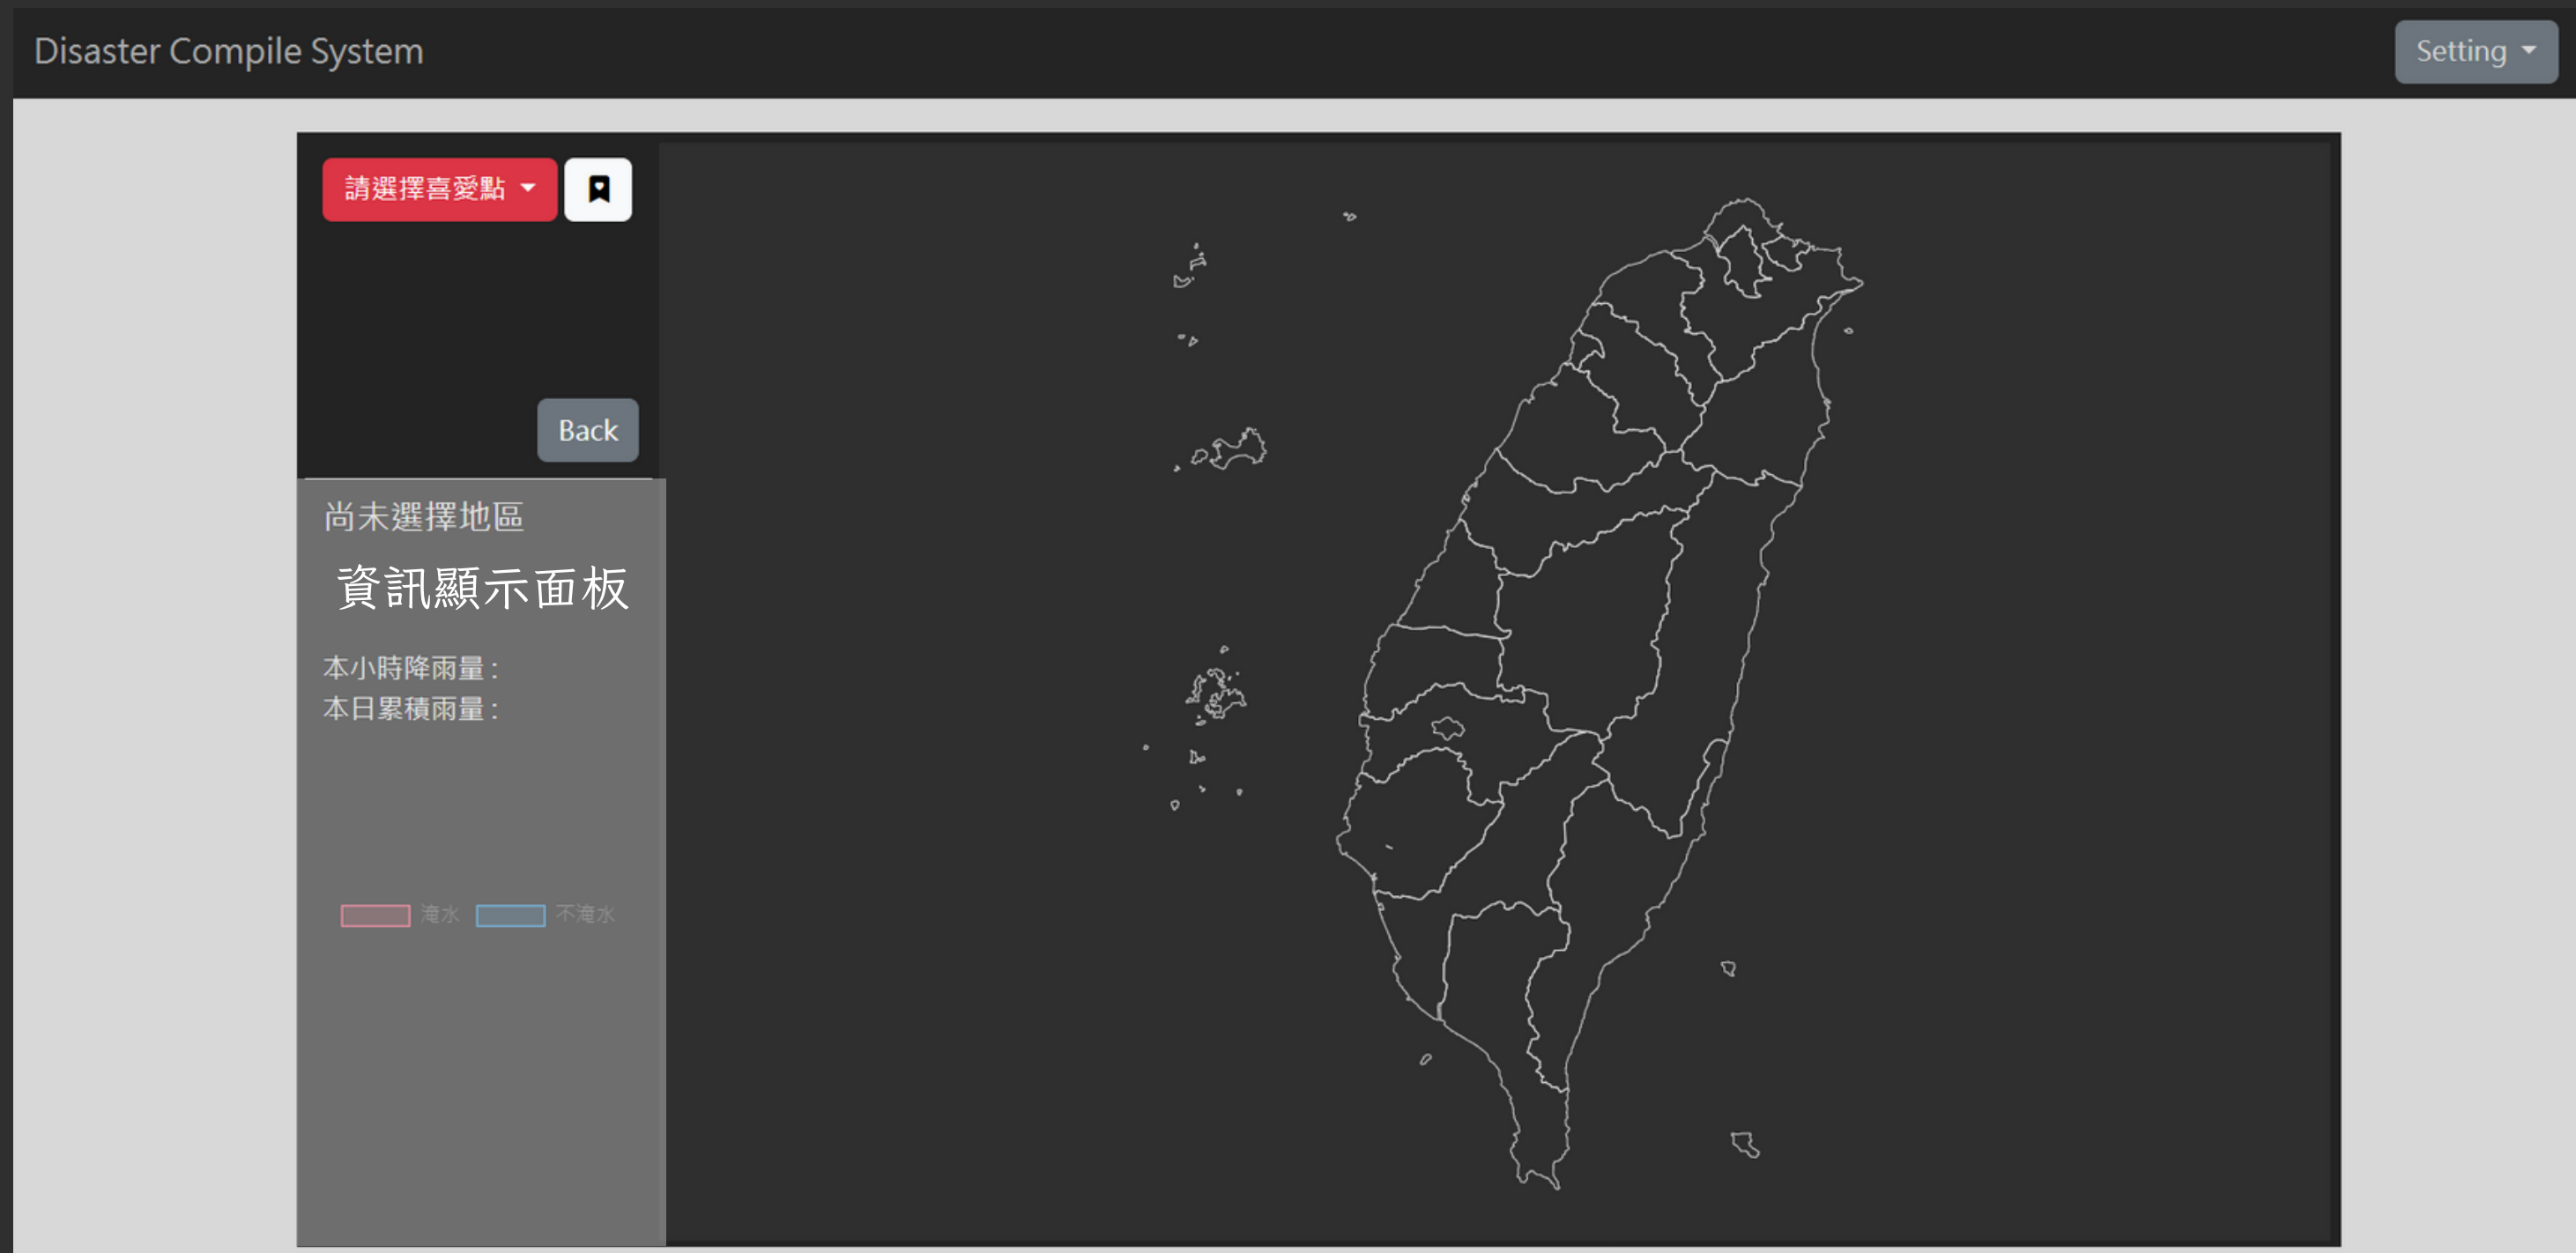 Disaster Compile System
Setting
請選擇喜愛點
Back
尚未選擇地區
資訊顯示面板
本小時降雨量 :
本日累積雨量 :
淹水 不淹水